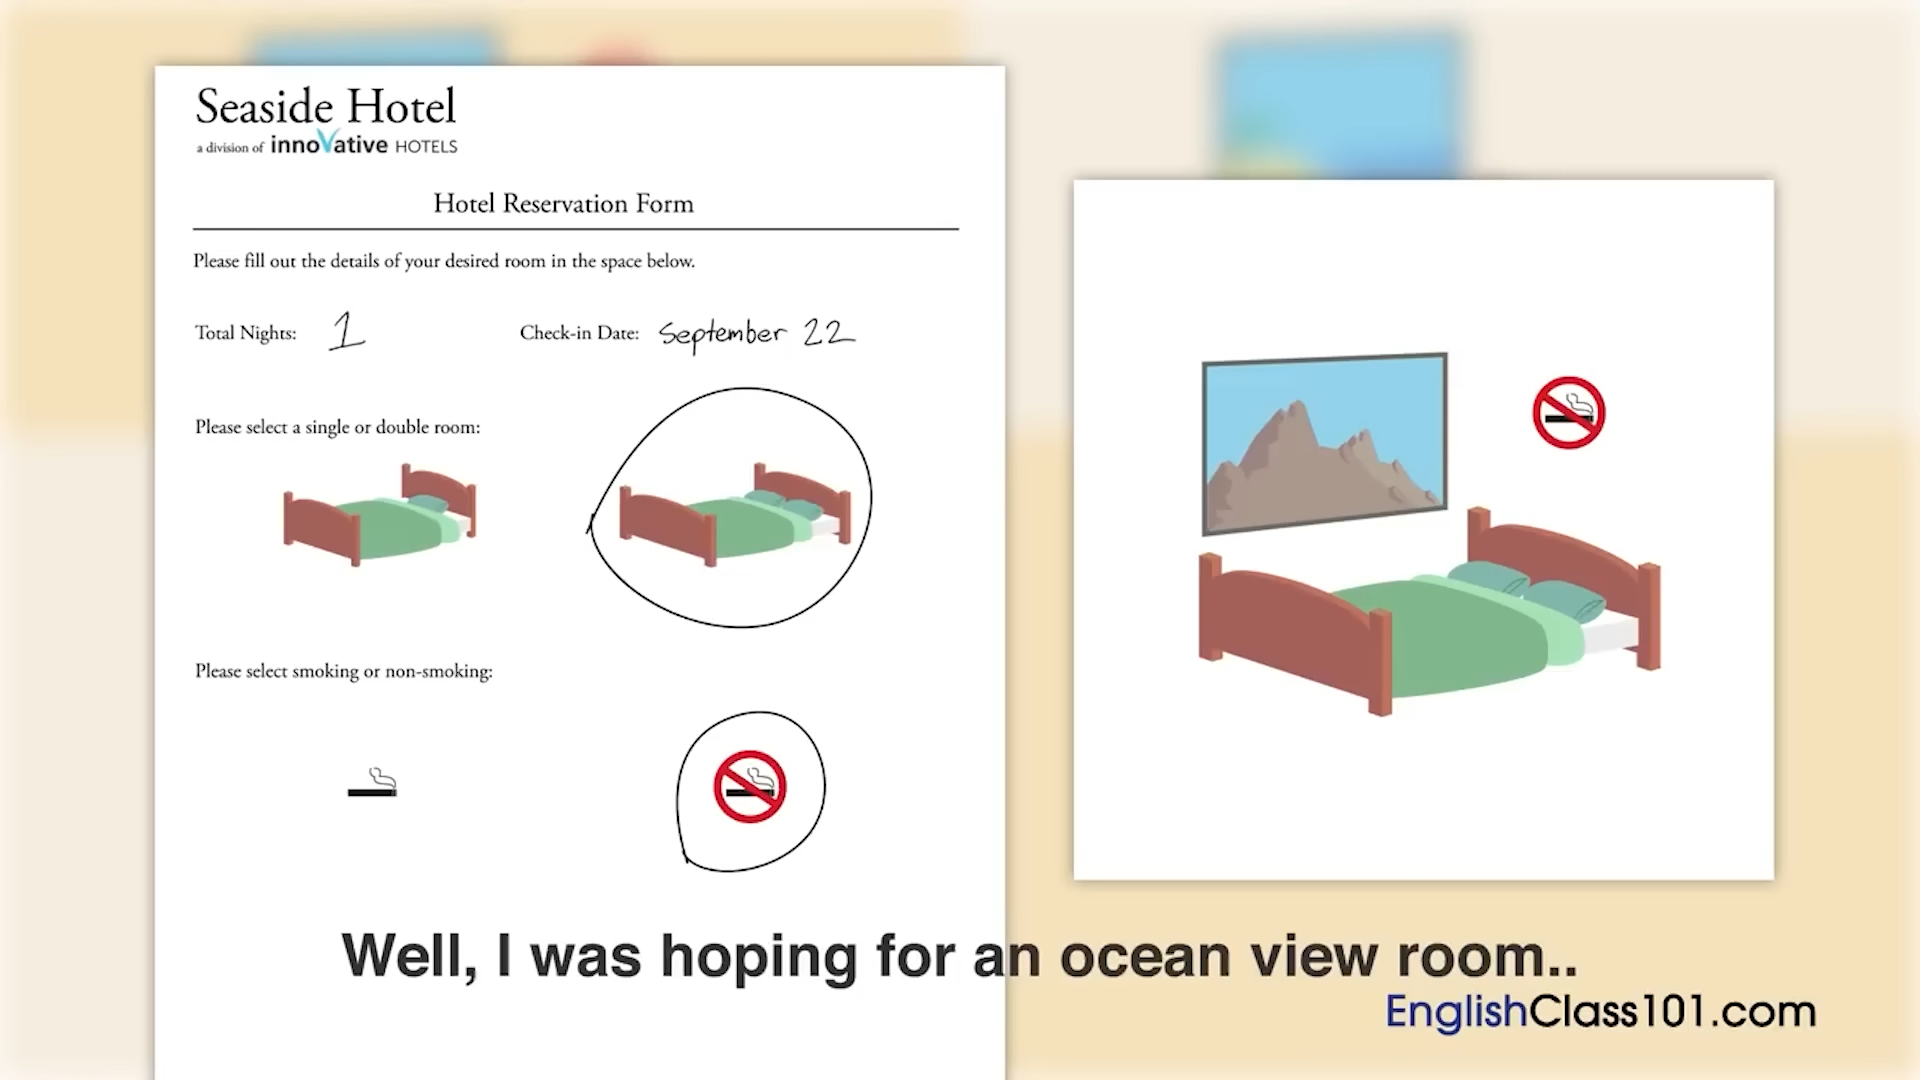 Seaside Hotel
a division of innovative HOTELS
Hotel Reservation Form
Please fill out the details of your desired room in the space below.
Total Nights: 1 Check-in Date: September 22
Please select a single or double room:
Please select smoking or non-smoking:
Well, I was hoping for an ocean view room..
EnglishClass101.com